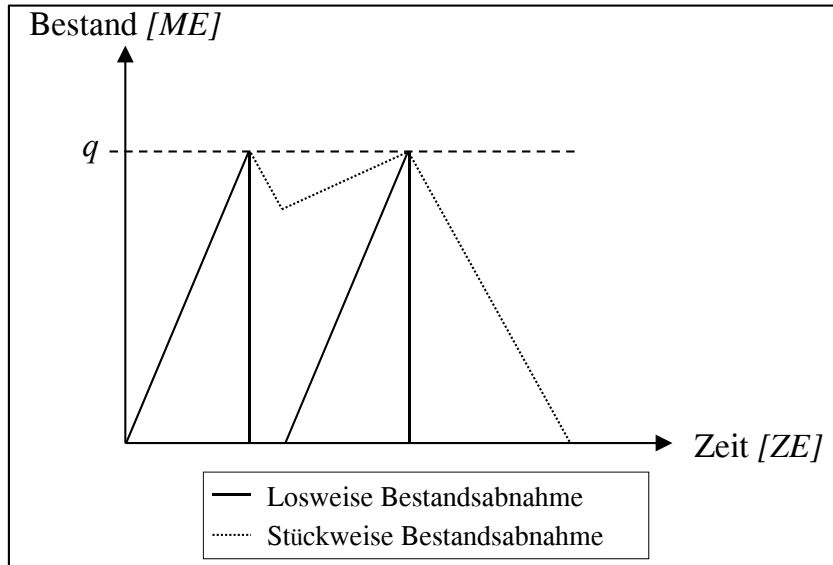 Bestand [ME]
q
Zeit [ZE]
Losweise Bestandsabnahme
Stückweise Bestandsabnahme